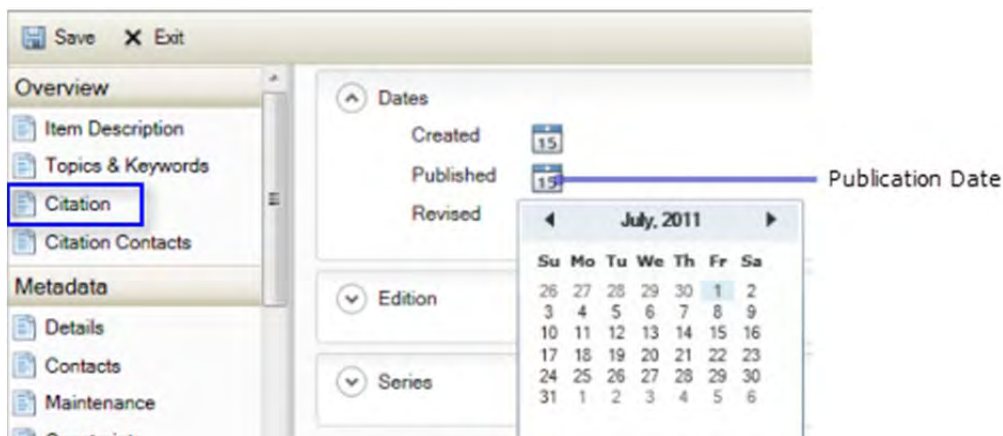 Save Exit
Overview
Item Description
Topics & Keywords
Citation
Citation Contacts
Metadata
Details
Contacts
Maintenance
Dates
Created 15
Published 15
Revised
Publication Date
July, 2011
Su Mo Tu We Th Fr Sa
26 27 28 29 30 1 2
3 4 5 6 7 8 9
10 11 12 13 14 15 16
17 18 19 20 21 22 23
24 25 26 27 28 29 30
31 1 2 3 4 5 6
Edition
Series